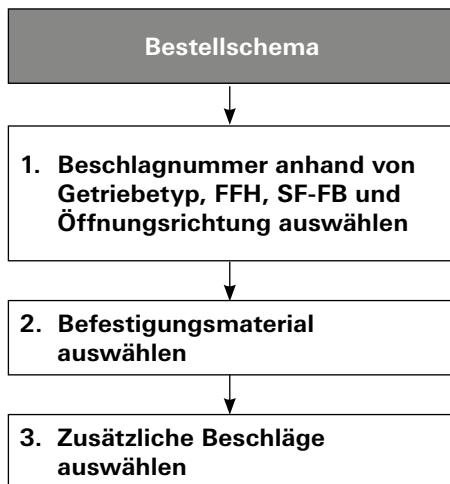 Bestellschema
1. Beschlagnummer anhand von
Getriebetyp, FFH, SF-FB und
Öffnungsrichtung auswählen
2. Befestigungsmaterial
auswählen
3. Zusätzliche Beschläge
auswählen